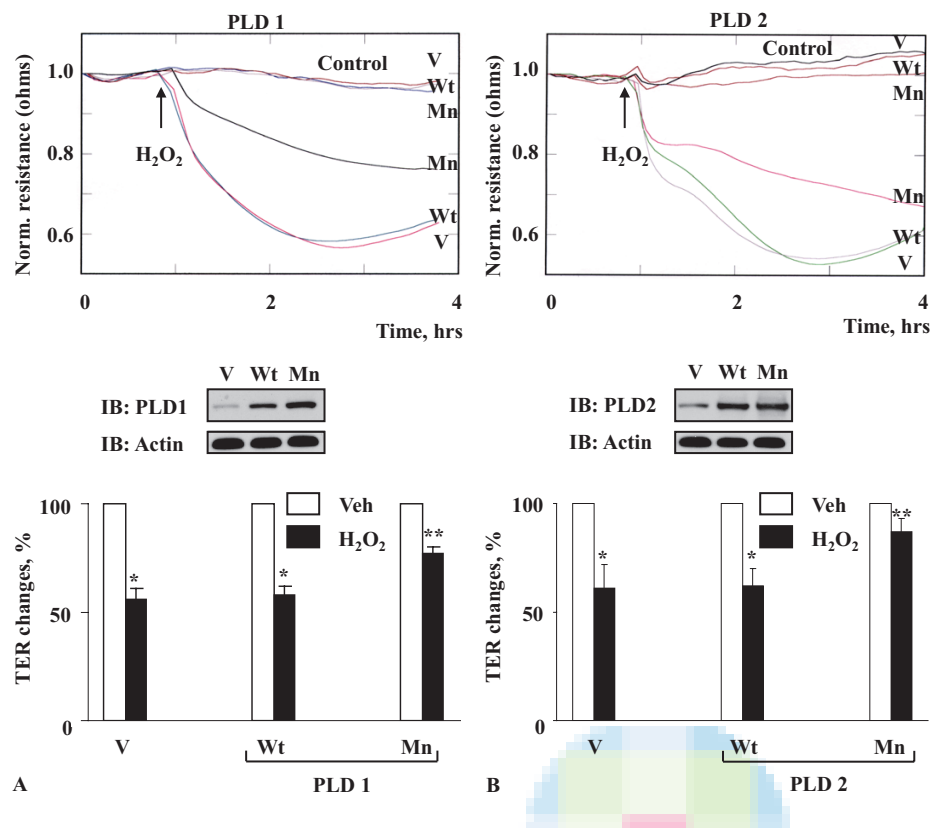 PLD 1
Norm. resistance (ohms)
1.0
0.8
0.6
Control
V
Wt
Mn
H₂O₂
Mn
Wt
V
0
2
4
Time, hrs
V Wt Mn
IB: PLD1
IB: Actin
TER changes, %
100
50
0
Veh
H₂O₂
*
*
**
V
Wt
Mn
PLD 1
A
PLD 2
Norm. resistance (ohms)
1.0
0.8
0.6
Control
V
Wt
Mn
H₂O₂
Mn
Wt
V
0
2
4
Time, hrs
V Wt Mn
IB: PLD2
IB: Actin
TER changes, %
100
50
0
Veh
H₂O₂
*
*
**
V
Wt
Mn
PLD 2
B